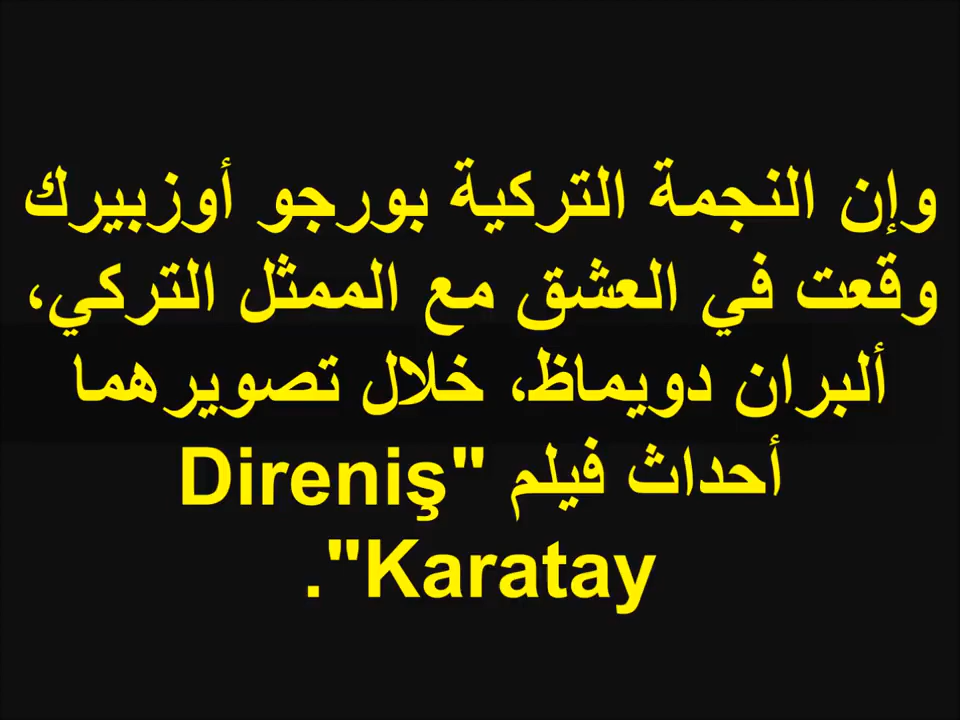 وإن النجمة التركية بورجو أوزبيرك
وقعت في العشق مع الممثل التركي،
ألبران دويماظ، خلال تصويرهما
أحداث فيلم "Direniş
Karatay".